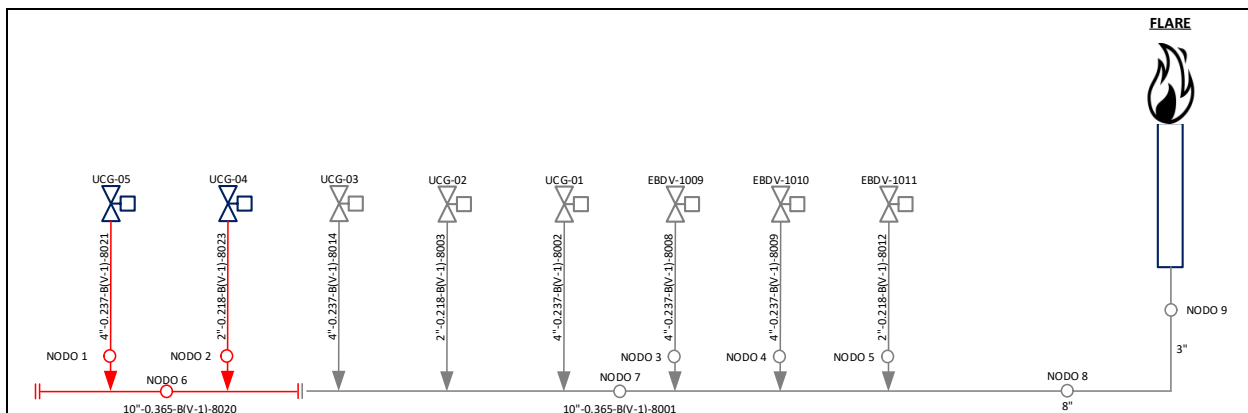 FLARE
UCG-05
UCG-04
UCG-03
UCG-02
UCG-01
EBDV-1009
EBDV-1010
EBDV-1011
4"-0.237-B(V-1)-8021
2"-0.218-B(V-1)-8023
4"-0.237-B(V-1)-8014
2"-0.218-B(V-1)-8003
4"-0.237-B(V-1)-8002
4"-0.237-B(V-1)-8008
4"-0.237-B(V-1)-8009
2"-0.218-B(V-1)-8012
NODO 9
3"
NODO 1
NODO 2
NODO 3
NODO 4
NODO 5
NODO 6
NODO 7
NODO 8
10"-0.365-B(V-1)-8020
10"-0.365-B(V-1)-8001
8"